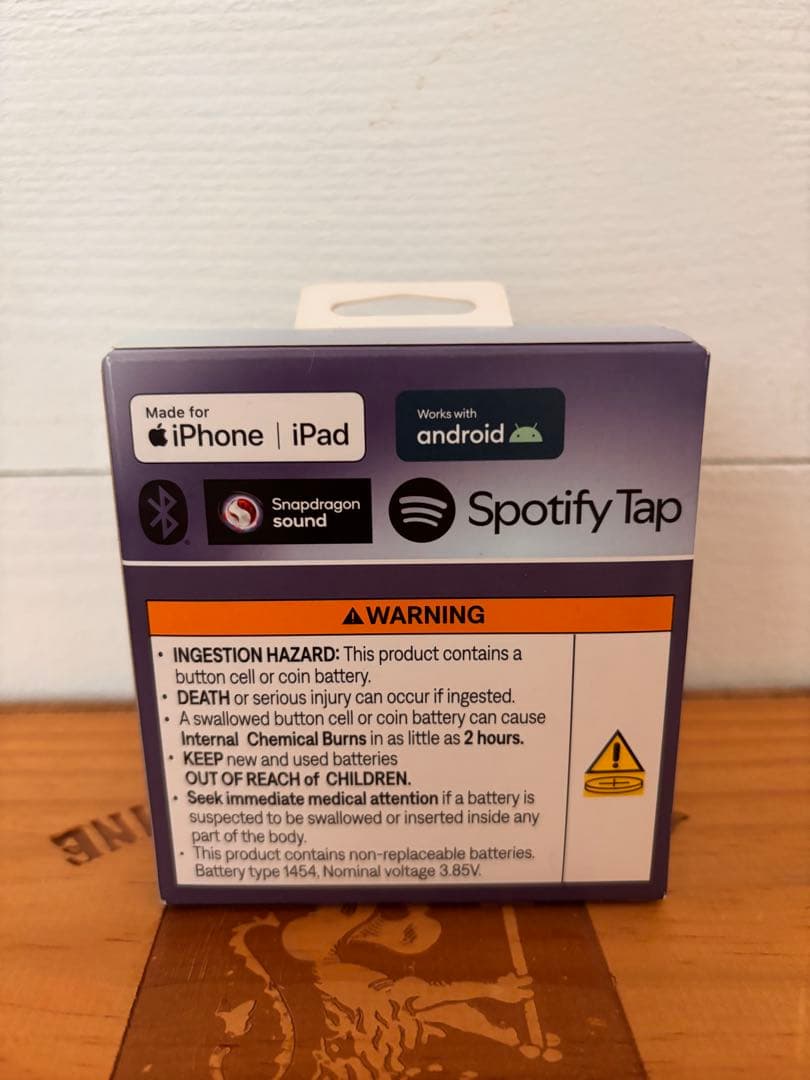 Made for
iPhone | iPad
Works with
android
Snapdragon
sound
Spotify Tap
WARNING
• INGESTION HAZARD: This product contains a
button cell or coin battery.
• DEATH or serious injury can occur if ingested.
• A swallowed button cell or coin battery can cause
Internal Chemical Burns in as little as 2 hours.
• KEEP new and used batteries
OUT OF REACH of CHILDREN.
• Seek immediate medical attention if a battery is
suspected to be swallowed or inserted inside any
part of the body.
• This product contains non-replaceable batteries.
Battery type 1454, Nominal voltage 3.85V.